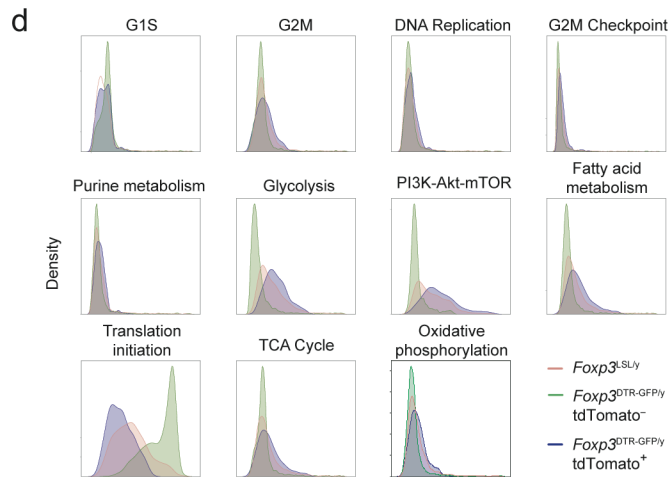 d
G1S
G2M
DNA Replication
G2M Checkpoint
Purine metabolism
Glycolysis
PI3K-Akt-mTOR
Fatty acid
metabolism
Density
Translation
initiation
TCA Cycle
Oxidative
phosphorylation
Foxp3LSL/y
Foxp3DTR-GFP/y
tdTomato–
Foxp3DTR-GFP/y
tdTomato+